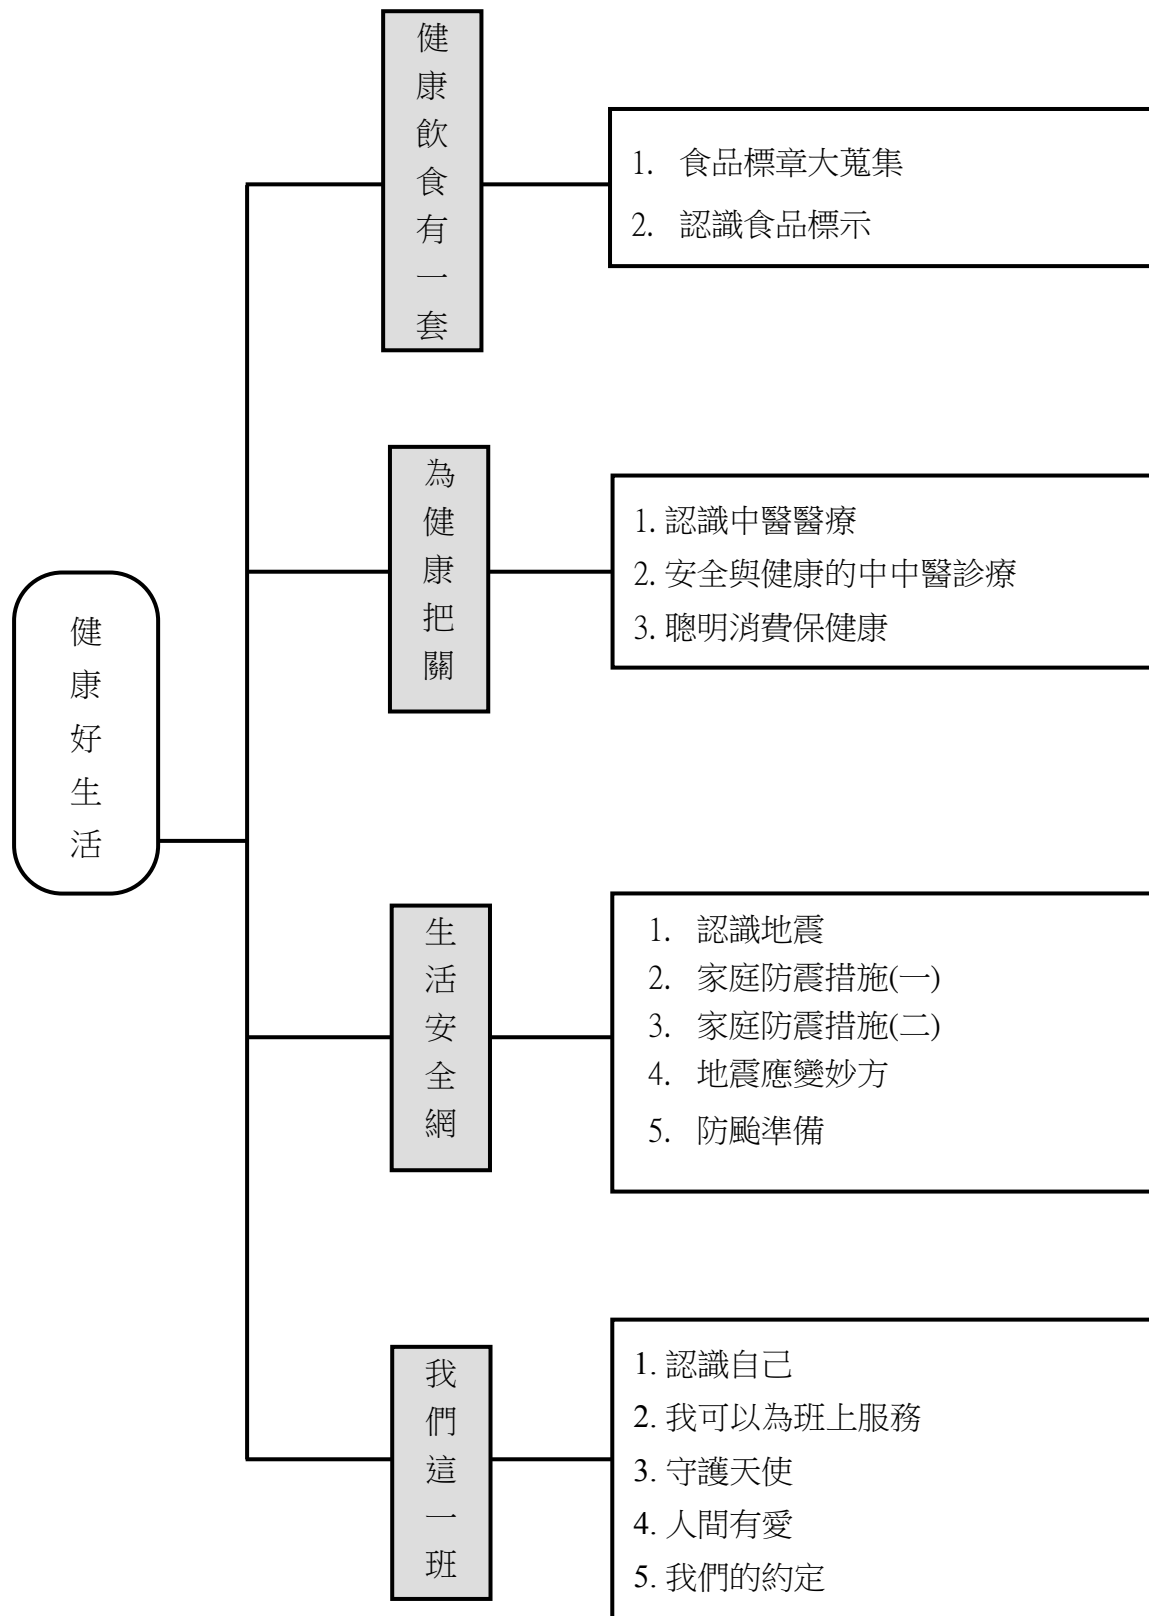 健康好生活
健康飲食有一套
1. 食品標章大蒐集
2. 認識食品標示
為健康把關
1. 認識中醫醫療
2. 安全與健康的中中醫診療
3. 聰明消費保健康
生活安全網
1. 認識地震
2. 家庭防震措施(一)
3. 家庭防震措施(二)
4. 地震應變妙方
5. 防颱準備
我們這一班
1. 認識自己
2. 我可以為班上服務
3. 守護天使
4. 人間有愛
5. 我們的約定